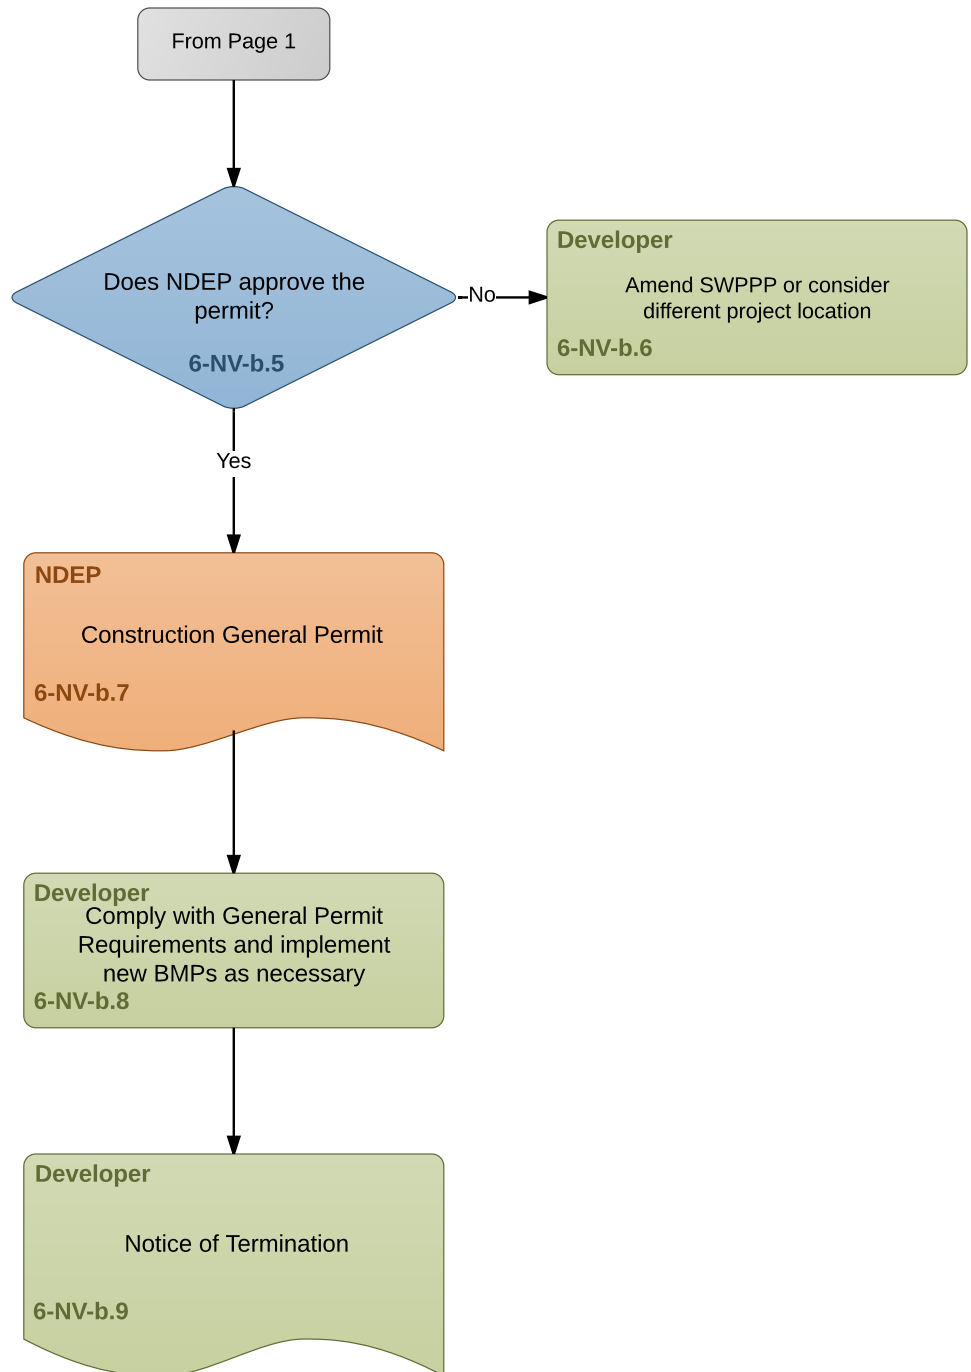 From Page 1
Does NDEP approve the
permit?
6-NV-b.5
No
Developer
Amend SWPPP or consider
different project location
6-NV-b.6
Yes
NDEP
Construction General Permit
6-NV-b.7
Developer
Comply with General Permit
Requirements and implement
new BMPs as necessary
6-NV-b.8
Developer
Notice of Termination
6-NV-b.9